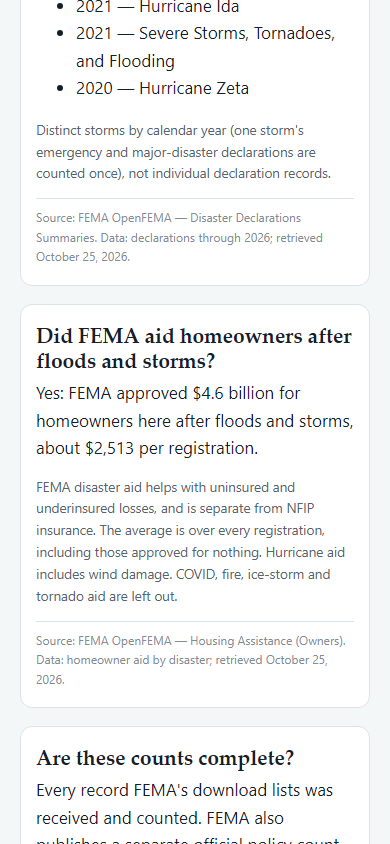 2021 — Hurricane Ida
2021 — Severe Storms, Tornadoes,
and Flooding
2020 — Hurricane Zeta
Distinct storms by calendar year (one storm's
emergency and major-disaster declarations are
counted once), not individual declaration records.
Source: FEMA OpenFEMA — Disaster Declarations
Summaries. Data: declarations through 2026; retrieved
October 25, 2026.
Did FEMA aid homeowners after
floods and storms?
Yes: FEMA approved $4.6 billion for
homeowners here after floods and storms,
about $2,513 per registration.
FEMA disaster aid helps with uninsured and
underinsured losses, and is separate from NFIP
insurance. The average is over every registration,
including those approved for nothing. Hurricane aid
includes wind damage. COVID, fire, ice-storm and
tornado aid are left out.
Source: FEMA OpenFEMA — Housing Assistance (Owners).
Data: homeowner aid by disaster; retrieved October 25,
2026.
Are these counts complete?
Every record FEMA's download lists was
received and counted. FEMA also
publishes a separate official policy count